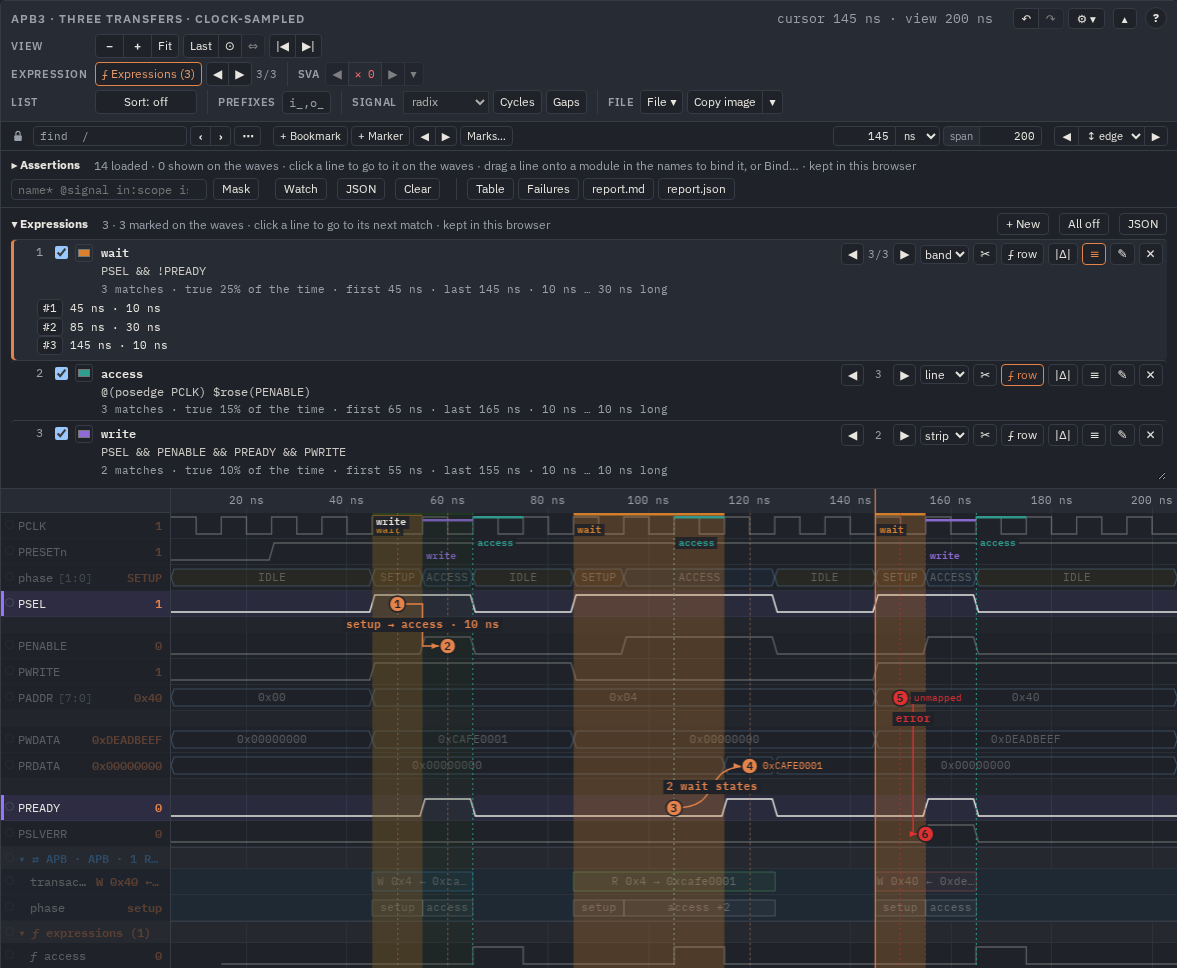 APB3 · THREE TRANSFERS · CLOCK-SAMPLED cursor 145 ns · view 200 ns ↶ ↷ ⚙ ▾ ▲ ?
VIEW − + Fit Last ⊙ ⇔ |◀ ▶|
EXPRESSION ⨍ Expressions (3) ◀ ▶ 3/3 SVA ◀ × 0 ▶ ▾
LIST Sort: off PREFIXES i_,o_ SIGNAL radix Cycles Gaps FILE File ▾ Copy image ▾
find / ‹ › ⋯ + Bookmark + Marker ◀ ▶ Marks... 145 ns span 200 ◀ ↕ edge ▶
▸ Assertions 14 loaded · 0 shown on the waves · click a line to go to it on the waves · drag a line onto a module in the names to bind it, or Bind... · kept in this browser
name* @signal in:scope is Mask Watch JSON Clear Table Failures report.md report.json
▾ Expressions 3 · 3 marked on the waves · click a line to go to its next match · kept in this browser + New All off JSON
1 wait ◀ 3/3 ▶ band ✂ ⨍ row |Δ| ≡ ✎ ✕
PSEL && !PREADY
3 matches · true 25% of the time · first 45 ns · last 145 ns · 10 ns … 30 ns long
#1 45 ns · 10 ns
#2 85 ns · 30 ns
#3 145 ns · 10 ns
2 access ◀ 3 ▶ line ✂ ⨍ row |Δ| ≡ ✎ ✕
@(posedge PCLK) $rose(PENABLE)
3 matches · true 15% of the time · first 65 ns · last 165 ns · 10 ns … 10 ns long
3 write ◀ 2 ▶ strip ✂ ⨍ row |Δ| ≡ ✎ ✕
PSEL && PENABLE && PREADY && PWRITE
2 matches · true 10% of the time · first 55 ns · last 155 ns · 10 ns … 10 ns long
20 ns 40 ns 60 ns 80 ns 100 ns 120 ns 140 ns 160 ns 180 ns 200 ns
PCLK 1 write wait wait wait
PRESETn 1 write access access write access
phase [1:0] SETUP IDLE SETUP ACCESS IDLE SETUP ACCESS IDLE SETUP ACCESS IDLE
PSEL 1 1
setup → access · 10 ns
PENABLE 0 2
PWRITE 1
PADDR [7:0] 0x40 0x00 0x04 5 unmapped 0x40
error
PWDATA 0xDEADBEEF 0x00000000 0xCAFE0001 0x00000000 0xDEADBEEF
PRDATA 0x00000000 0x00000000 4 0xCAFE0001 0x00000000
2 wait states
PREADY 0 3
PSLVERR 0 6
▾ ⇄ APB · APB · 1 R…
transac… W 0x40 ←… W 0x4 ← 0xca… R 0x4 → 0xcafe0001 W 0x40 ← 0xde…
phase setup setup access setup access +2 setup access
▾ ⨍ expressions (1)
⨍ access 0